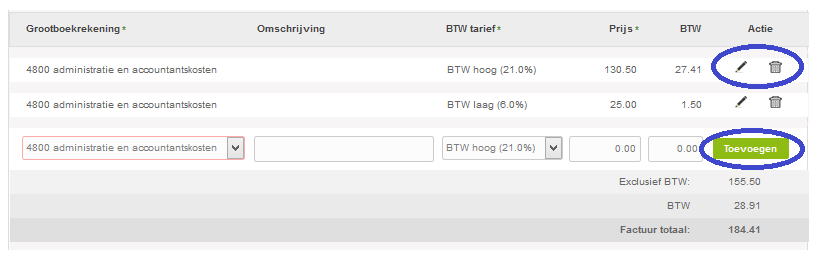 Grootboekrekening * Omschrijving BTW tarief * Prijs * BTW Actie
4800 administratie en accountantskosten BTW hoog (21.0%) 130.50 27.41
4800 administratie en accountantskosten BTW laag (6.0%) 25.00 1.50
4800 administratie en accountantskosten BTW hoog (21.0%) 0.00 0.00 Toevoegen
Exclusief BTW: 155.50
BTW 28.91
Factuur totaal: 184.41